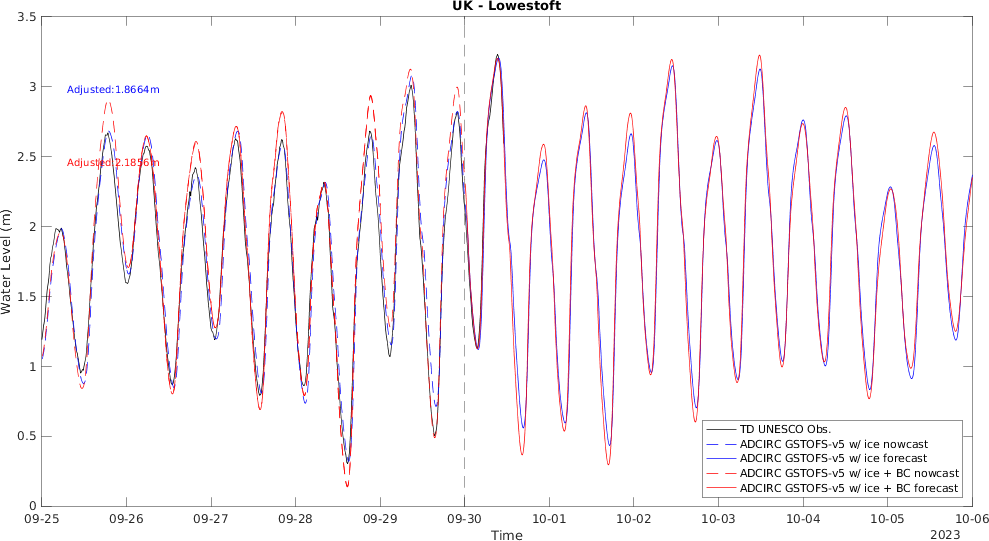 UK - Lowestoft
3.5
3
2.5
2
1.5
1
0.5
0
Water Level (m)
Adjusted:1.8664m
Adjusted:2.1856m
TD UNESCO Obs.
ADCIRC GSTOFS-v5 w/ ice nowcast
ADCIRC GSTOFS-v5 w/ ice forecast
ADCIRC GSTOFS-v5 w/ ice + BC nowcast
ADCIRC GSTOFS-v5 w/ ice + BC forecast
09-25 09-26 09-27 09-28 09-29 09-30 10-01 10-02 10-03 10-04 10-05 10-06
Time
2023